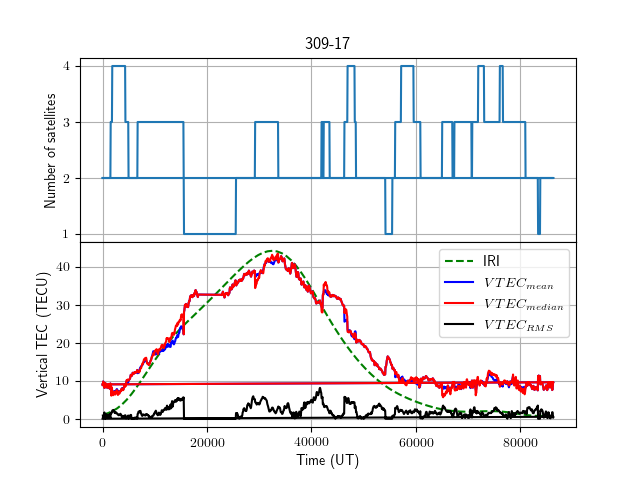 309-17
4
3
2
1
Number of satellites
40
30
20
10
0
Vertical TEC (TECU)
IRI
VTEC_mean
VTEC_median
VTEC_RMS
0 20000 40000 60000 80000
Time (UT)